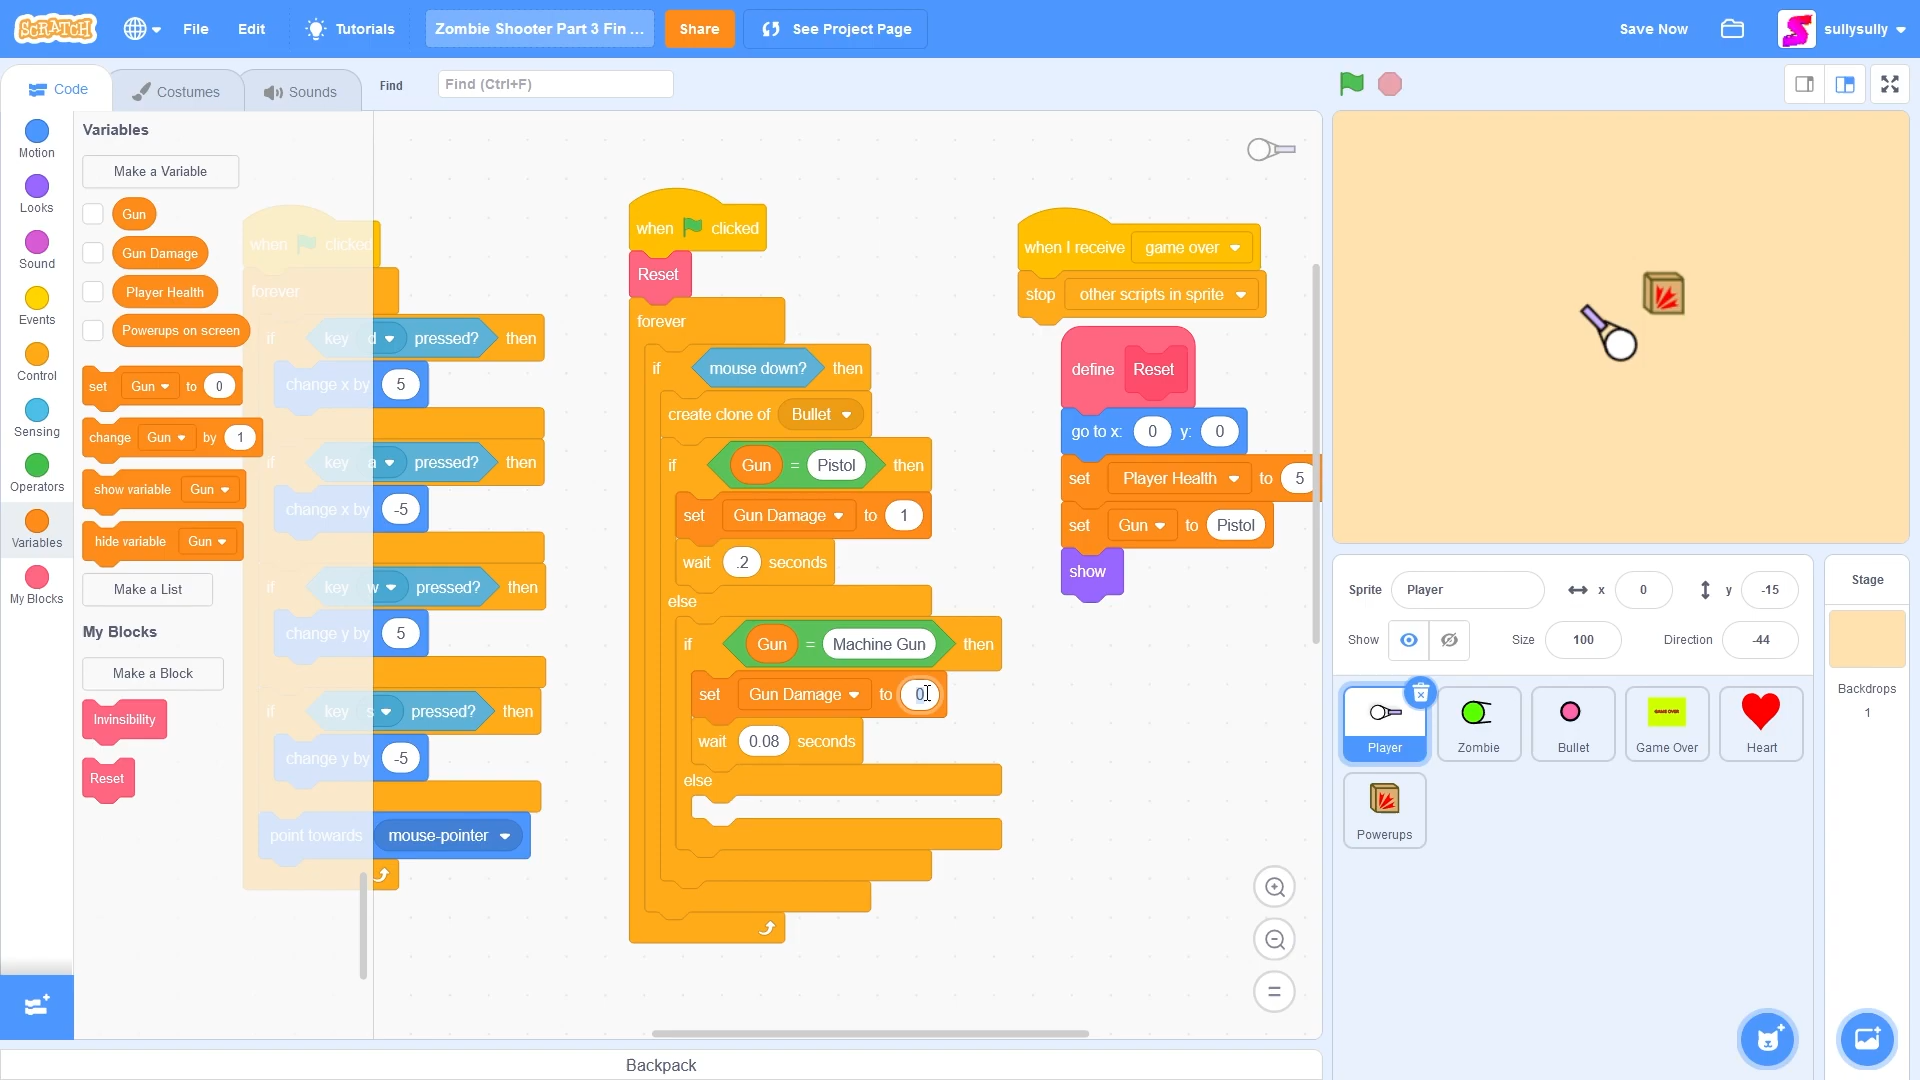 SCRATCH File Edit Tutorials Zombie Shooter Part 3 Fin ... Share See Project Page Save Now sullysully
Code Costumes Sounds Find Find (Ctrl+F)
Motion
Looks
Sound
Events
Control
Sensing
Operators
Variables
My Blocks
Variables
Make a Variable
Gun
Gun Damage
Player Health
Powerups on screen
set Gun to 0
change Gun by 1
show variable Gun
hide variable Gun
Make a List
My Blocks
Make a Block
Invinsibility
Reset
when clicked
forever
if key d pressed? then
change x by 5
if key a pressed? then
change x by -5
if key w pressed? then
change y by 5
if key s pressed? then
change y by -5
point towards mouse-pointer
when clicked
Reset
forever
if mouse down? then
create clone of Bullet
if Gun = Pistol then
set Gun Damage to 1
wait .2 seconds
else
if Gun = Machine Gun then
set Gun Damage to 0
wait 0.08 seconds
else
when I receive game over
stop other scripts in sprite
define Reset
go to x: 0 y: 0
set Player Health to 5
set Gun to Pistol
show
Sprite Player x 0 y -15
Show Size 100 Direction -44
Player
Zombie
Bullet
GAME OVER
Game Over
Heart
Powerups
Stage
Backdrops
1
Backpack